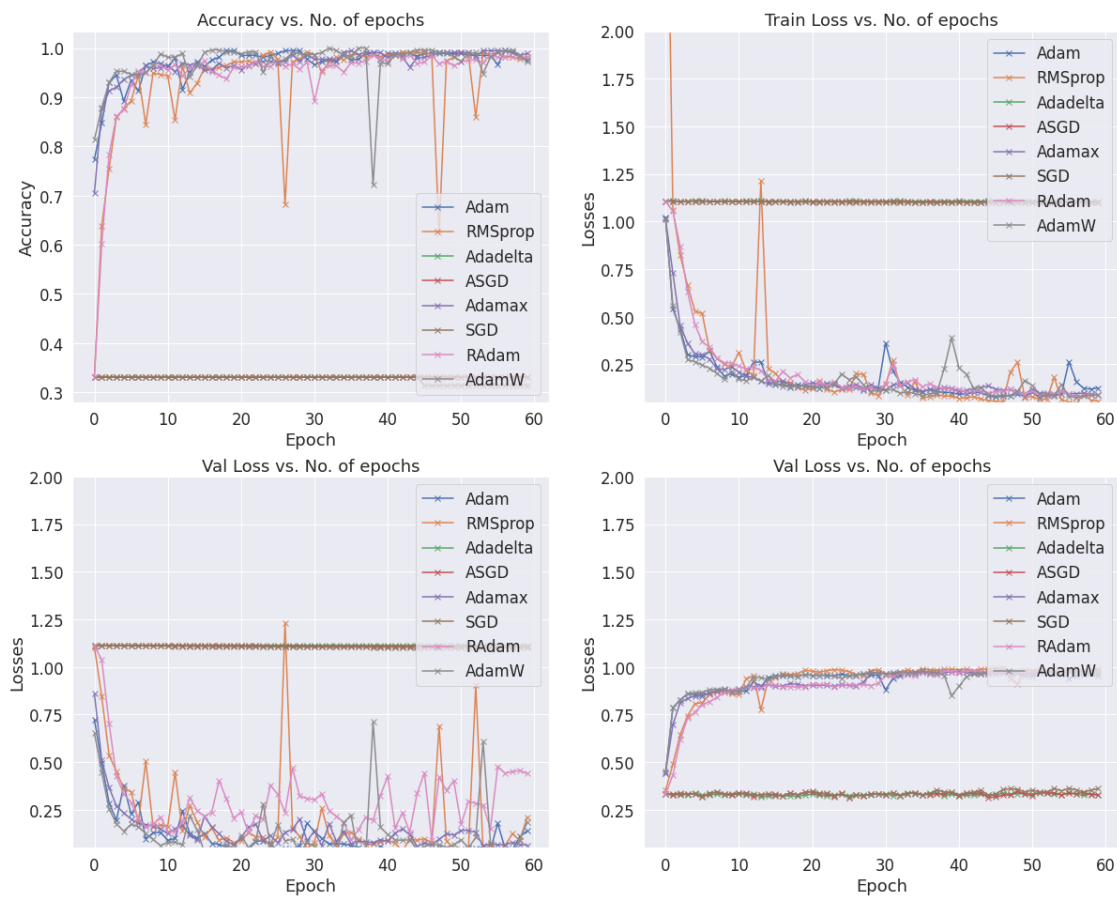 Accuracy vs. No. of epochs
1.0
0.9
0.8
0.7
0.6
0.5
0.4
0.3
Accuracy
0 10 20 30 40 50 60
Epoch
Adam
RMSprop
Adadelta
ASGD
Adamax
SGD
RAdam
AdamW
Train Loss vs. No. of epochs
2.00
1.75
1.50
1.25
1.00
0.75
0.50
0.25
Losses
0 10 20 30 40 50 60
Epoch
Adam
RMSprop
Adadelta
ASGD
Adamax
SGD
RAdam
AdamW
Val Loss vs. No. of epochs
2.00
1.75
1.50
1.25
1.00
0.75
0.50
0.25
Losses
0 10 20 30 40 50 60
Epoch
Adam
RMSprop
Adadelta
ASGD
Adamax
SGD
RAdam
AdamW
Val Loss vs. No. of epochs
2.00
1.75
1.50
1.25
1.00
0.75
0.50
0.25
Losses
0 10 20 30 40 50 60
Epoch
Adam
RMSprop
Adadelta
ASGD
Adamax
SGD
RAdam
AdamW